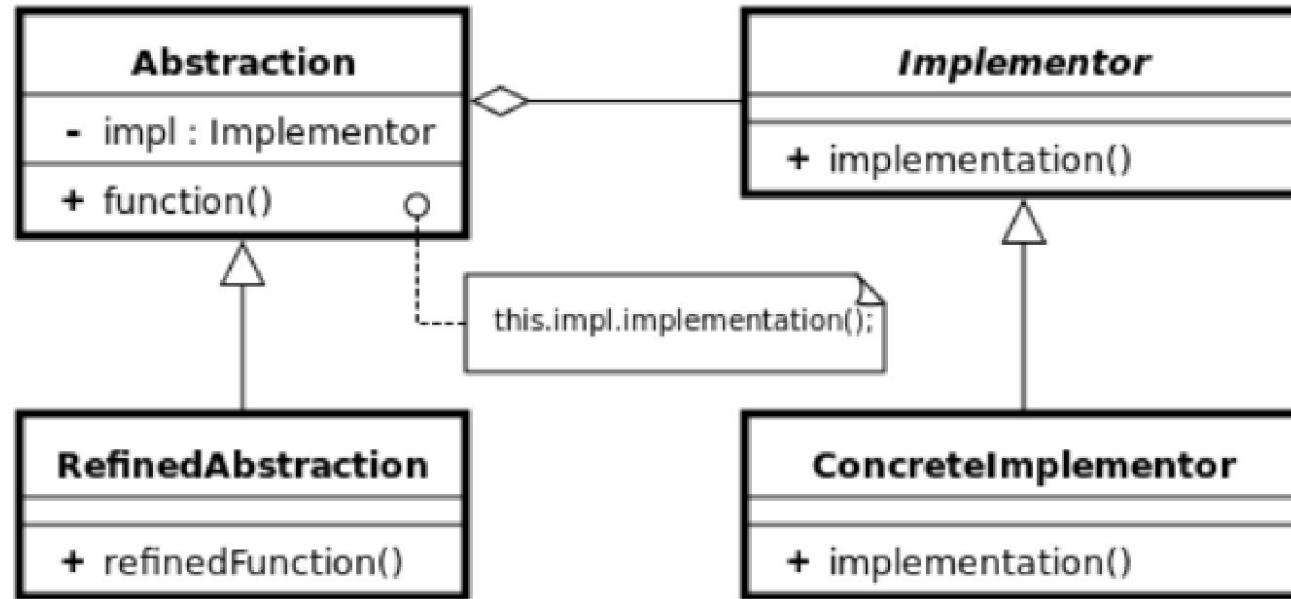 Abstraction
- impl : Implementor
+ function()
Implementor
+ implementation()
this.impl.implementation();
RefinedAbstraction
+ refinedFunction()
ConcreteImplementor
+ implementation()